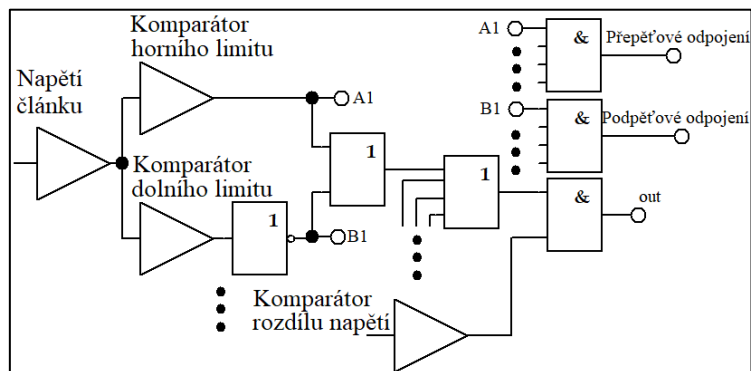 Komparátor
horního limitu
Napětí
článku
A1
Komparátor
dolního limitu
1
B1
1
1
Komparátor
rozdílu napětí
A1
&
Přepěťové odpojení
B1
&
Podpěťové odpojení
&
out